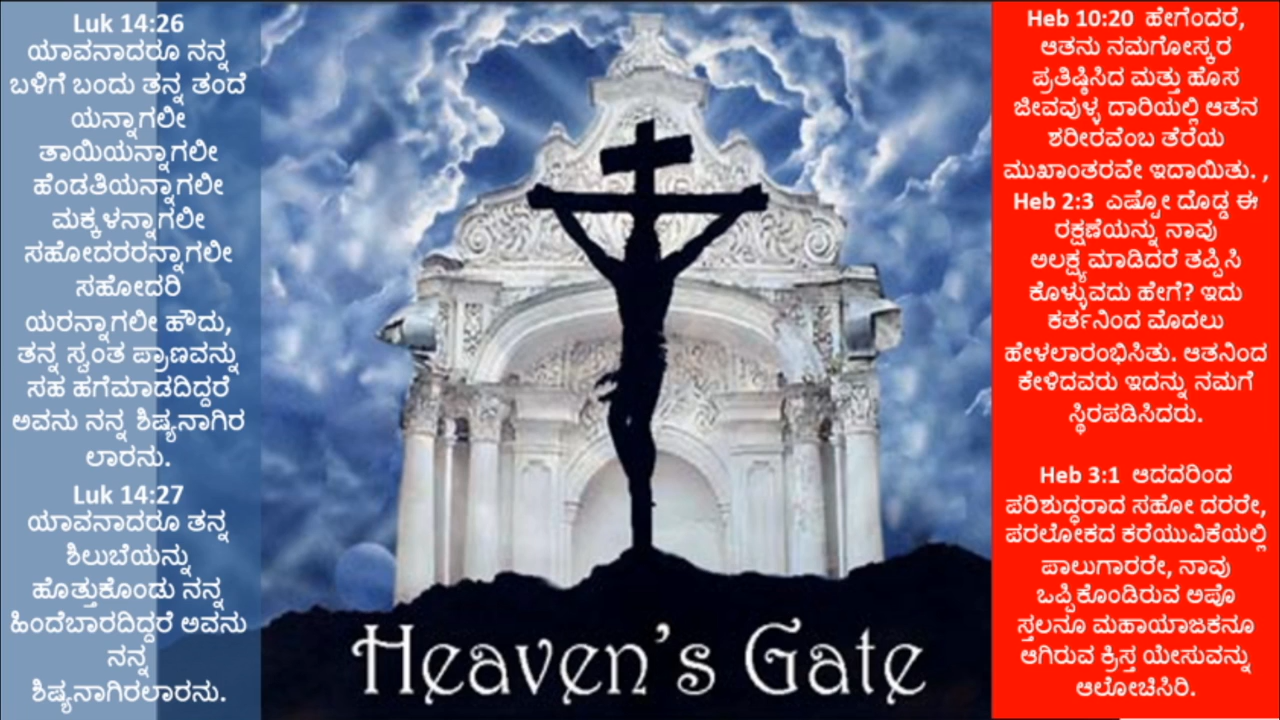 Luk 14:26
ಯಾವನಾದರೂ ನನ್ನ
ಬಳಿಗೆ ಬಂದು ತನ್ನ ತಂದೆ
ಯನ್ನಾಗಲೀ
ತಾಯಿಯನ್ನಾಗಲೀ
ಹೆಂಡತಿಯನ್ನಾಗಲೀ
ಮಕ್ಕಳನ್ನಾಗಲೀ
ಸಹೋದರರನ್ನಾಗಲೀ
ಸಹೋದರಿ
ಯರನ್ನಾಗಲೀ ಹೌದು,
ತನ್ನ ಸ್ವಂತ ಪ್ರಾಣವನ್ನು
ಸಹ ಹಗೆಮಾಡದಿದ್ದರೆ
ಅವನು ನನ್ನ ಶಿಷ್ಯನಾಗಿರ
ಲಾರನು.
Luk 14:27
ಯಾವನಾದರೂ ತನ್ನ
ಶಿಲುಬೆಯನ್ನು
ಹೊತ್ತುಕೊಂಡು ನನ್ನ
ಹಿಂದೆಬಾರದಿದ್ದರೆ ಅವನು
ನನ್ನ
ಶಿಷ್ಯನಾಗಿರಲಾರನು.
Heaven's Gate
Heb 10:20 ಹೇಗೆಂದರೆ,
ಆತನು ನಮಗೋಸ್ಕರ
ಪ್ರತಿಷ್ಠಿಸಿದ ಮತ್ತು ಹೊಸ
ಜೀವವುಳ್ಳ ದಾರಿಯಲ್ಲಿ ಆತನ
ಶರೀರವೆಂಬ ತೆರೆಯ
ಮುಖಾಂತರವೇ ಇದಾಯಿತು. ,
Heb 2:3 ಎಷ್ಟೋ ದೊಡ್ಡ ಈ
ರಕ್ಷಣೆಯನ್ನು ನಾವು
ಅಲಕ್ಷ್ಯಮಾಡಿದರೆ ತಪ್ಪಿಸಿ
ಕೊಳ್ಳುವದು ಹೇಗೆ? ಇದು
ಕರ್ತನಿಂದ ಮೊದಲು
ಹೇಳಲಾರಂಭಿಸಿತು. ಆತನಿಂದ
ಕೇಳಿದವರು ಇದನ್ನು ನಮಗೆ
ಸ್ಥಿರಪಡಿಸಿದರು.
Heb 3:1 ಆದದರಿಂದ
ಪರಿಶುದ್ಧರಾದ ಸಹೋ ದರರೇ,
ಪರಲೋಕದ ಕರೆಯುವಿಕೆಯಲ್ಲಿ
ಪಾಲುಗಾರರೇ, ನಾವು
ಒಪ್ಪಿಕೊಂಡಿರುವ ಅಪೊ
ಸ್ತಲನೂ ಮಹಾಯಾಜಕನೂ
ಆಗಿರುವ ಕ್ರಿಸ್ತ ಯೇಸುವನ್ನು
ಆಲೋಚಿಸಿರಿ.